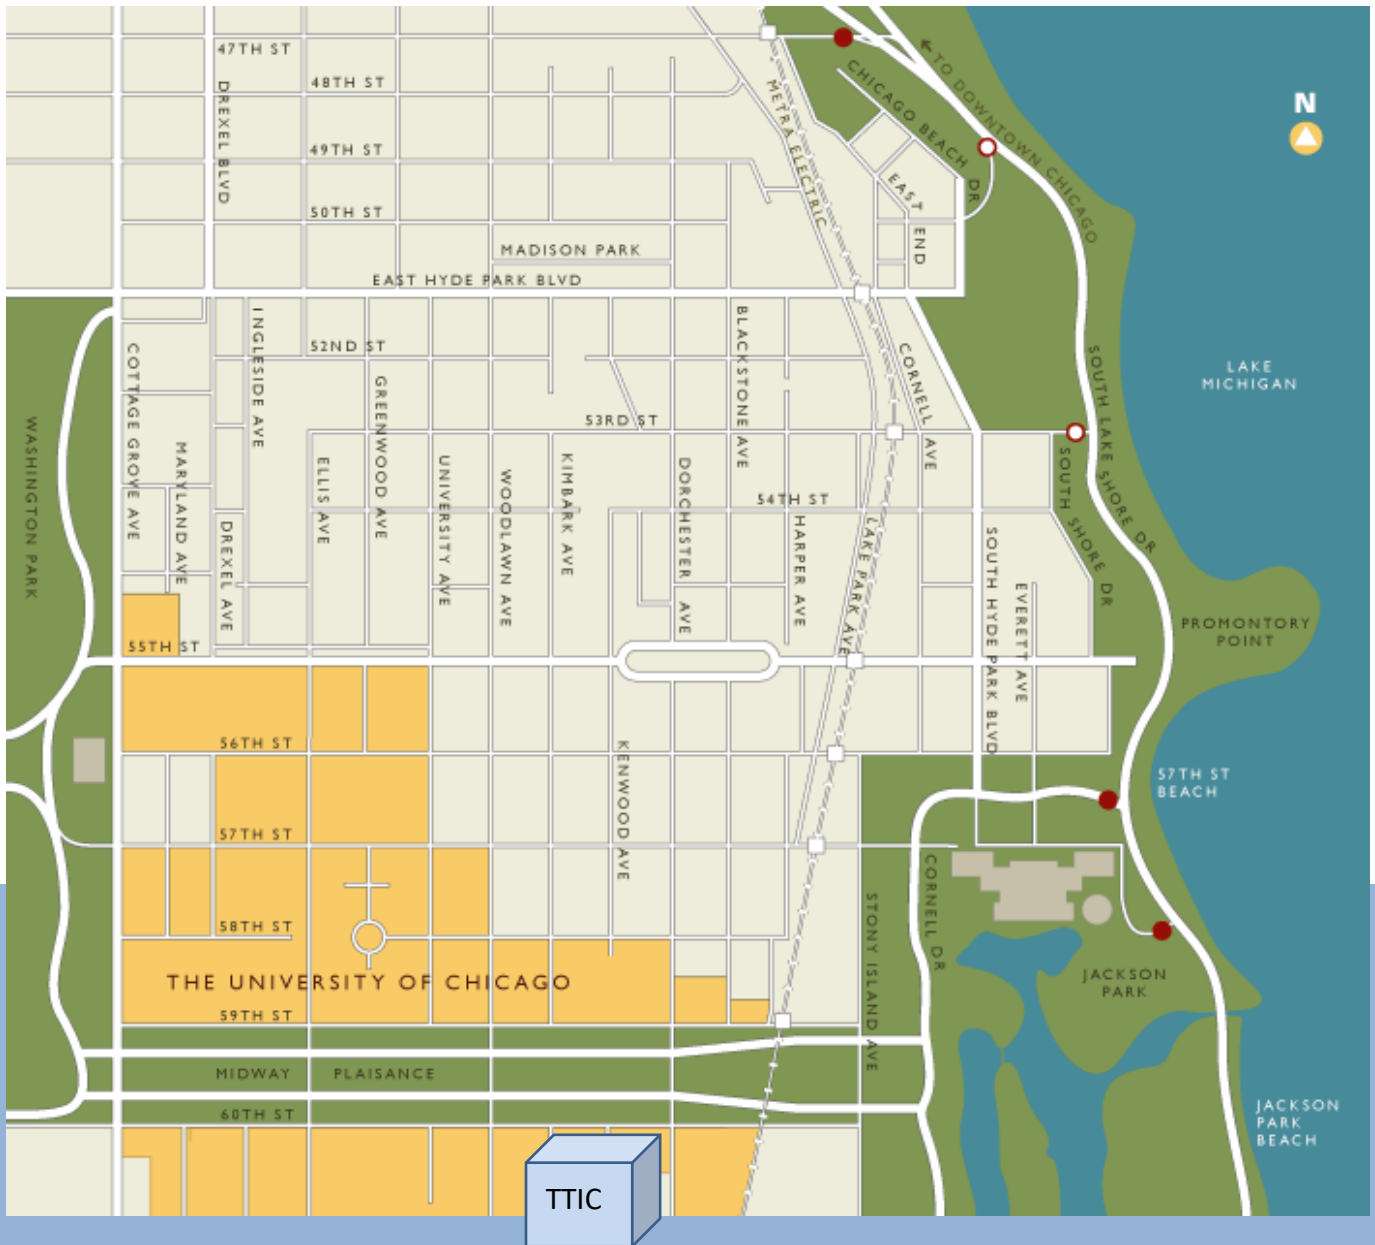 47TH ST
48TH ST
DREXEL BLVD
49TH ST
50TH ST
METRA ELECTRIC
CHICAGO BEACH DR
TO DOWNTOWN CHICAGO
N
EAST END
MADISON PARK
EAST HYDE PARK BLVD
INGLESIDE AVE
52ND ST
BLACKSTONE AVE
COTTAGE GROVE AVE
GREENWOOD AVE
CORNELL AVE
SOUTH LAKE SHORE DR
LAKE
MICHIGAN
53RD ST
WASHINGTON PARK
MARYLAND AVE
ELLIS AVE
UNIVERSITY AVE
WOODLAWN AVE
KIMBARK AVE
DORCHESTER AVE
54TH ST
HARPER AVE
LAKE PARK AVE
SOUTH SHORE DR
DREXEL AVE
SOUTH HYDE PARK BLVD
EVERETT AVE
PROMONTORY
POINT
55TH ST
56TH ST
KENWOOD AVE
57TH ST
BEACH
57TH ST
CORNELL DR
STONY ISLAND AVE
58TH ST
THE UNIVERSITY OF CHICAGO
JACKSON
PARK
59TH ST
MIDWAY PLAISANCE
60TH ST
JACKSON
PARK
BEACH
TTIC